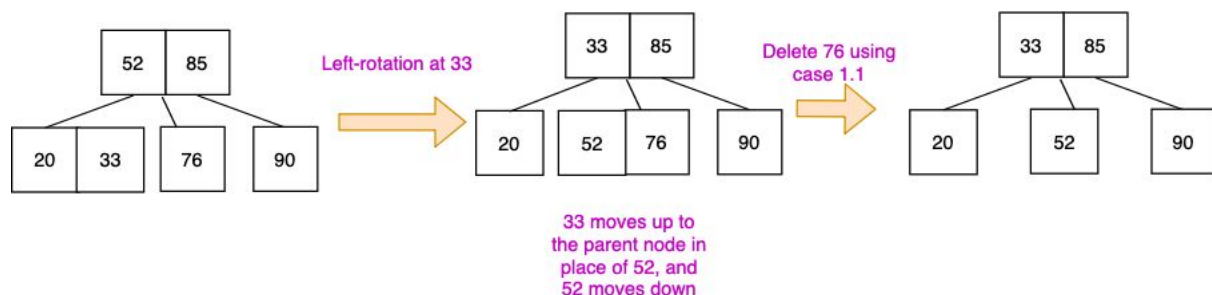 52 85
20 33 76 90
Left-rotation at 33
33 85
20 52 76 90
33 moves up to
the parent node in
place of 52, and
52 moves down
Delete 76 using
case 1.1
33 85
20 52 90